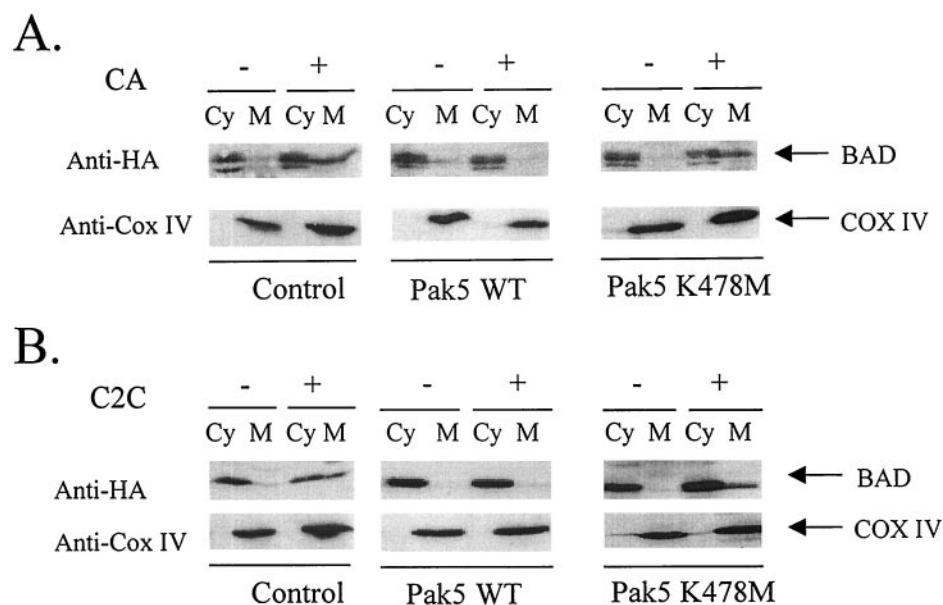 A.
CA - + - + - +
Cy M Cy M Cy M Cy M Cy M Cy M
Anti-HA BAD
Anti-Cox IV COX IV
Control Pak5 WT Pak5 K478M
B.
C2C - + - + - +
Cy M Cy M Cy M Cy M Cy M Cy M
Anti-HA BAD
Anti-Cox IV COX IV
Control Pak5 WT Pak5 K478M